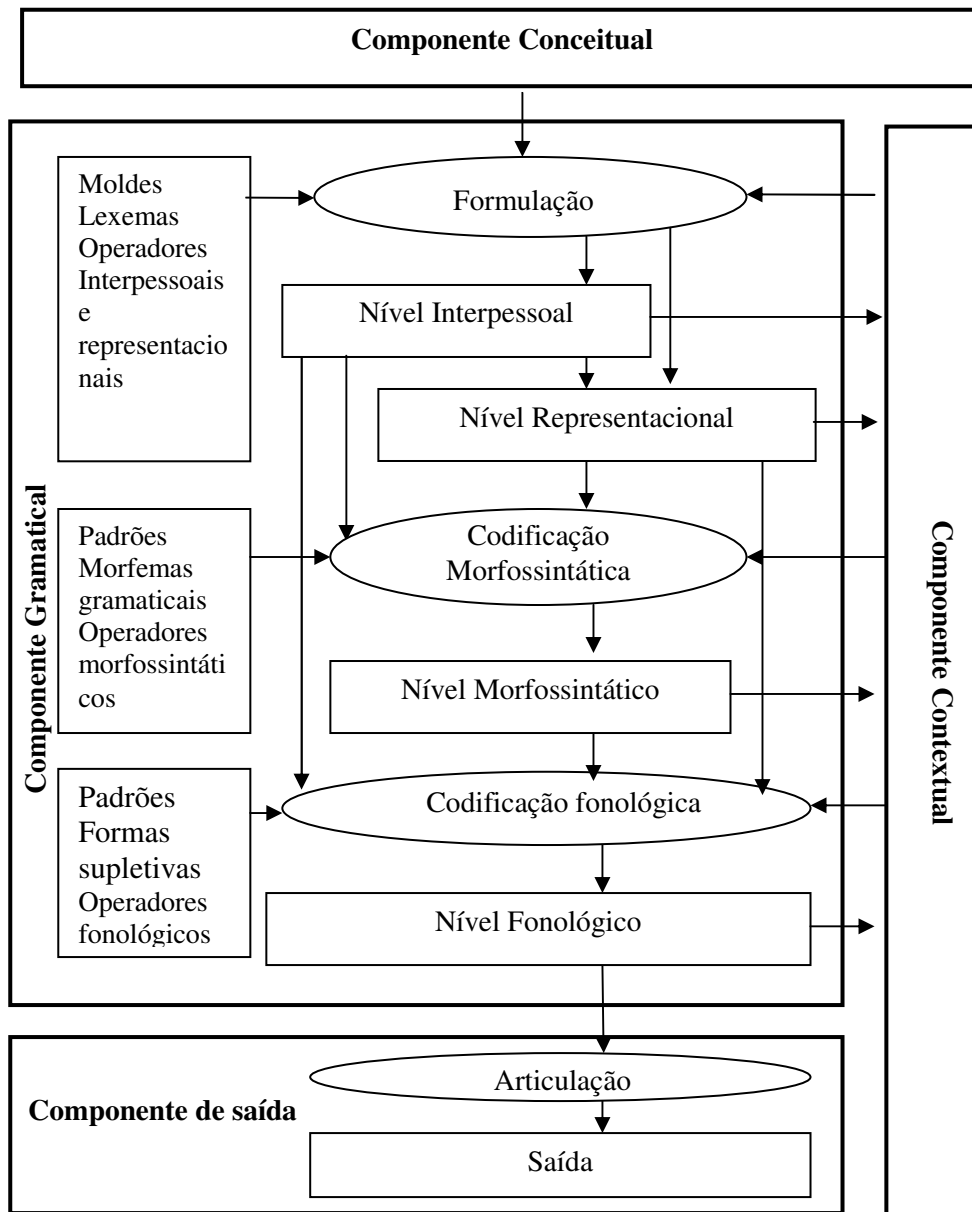 Componente Conceitual
Moldes
Lexemas
Operadores
Interpessoais
e
representacio
nais
Formulação
Nível Interpessoal
Nível Representacional
Componente Gramatical
Padrões
Morfemas
gramaticais
Operadores
morfossintáti
cos
Codificação
Morfossintática
Nível Morfossintático
Componente Contextual
Padrões
Formas
supletivas
Operadores
fonológicos
Codificação fonológica
Nível Fonológico
Articulação
Componente de saída
Saída